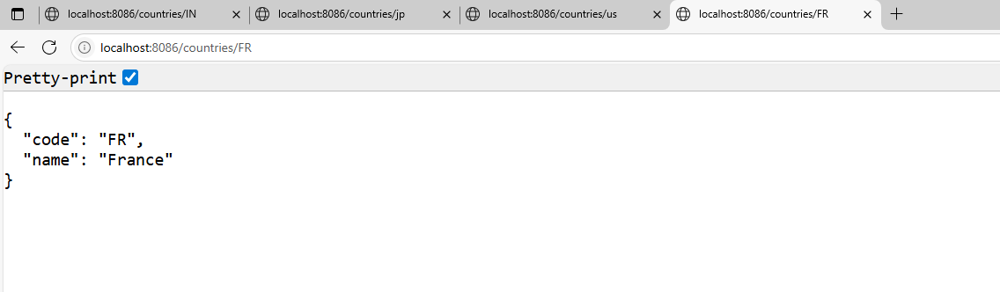 localhost:8086/countries/IN
localhost:8086/countries/jp
localhost:8086/countries/us
localhost:8086/countries/FR
localhost:8086/countries/FR
Pretty-print
{
  "code": "FR",
  "name": "France"
}